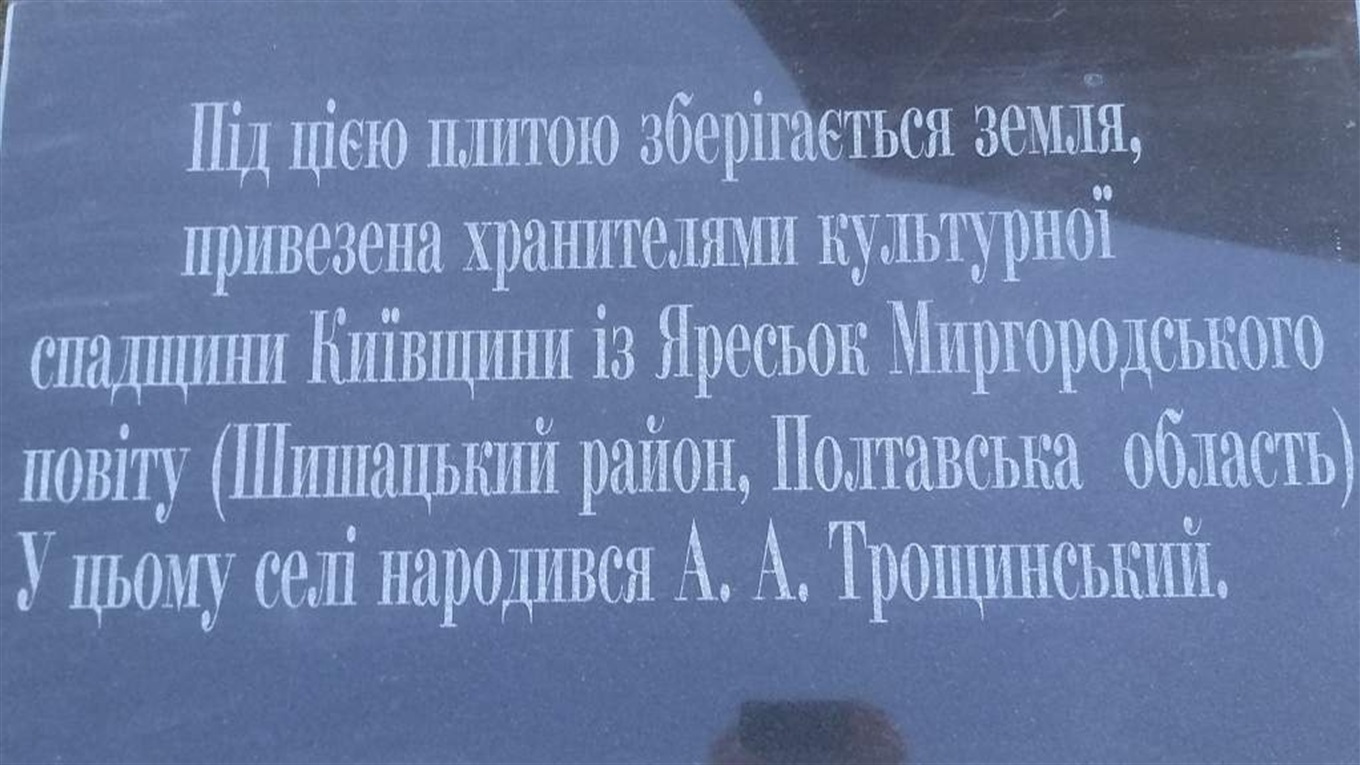 Під цією плитою зберігається земля,
привезена хранителями культурної
спадщини Київщини із Яресьок Миргородського
повіту (Шишацький район, Полтавська область)
У цьому селі народився А. А. Трощинський.